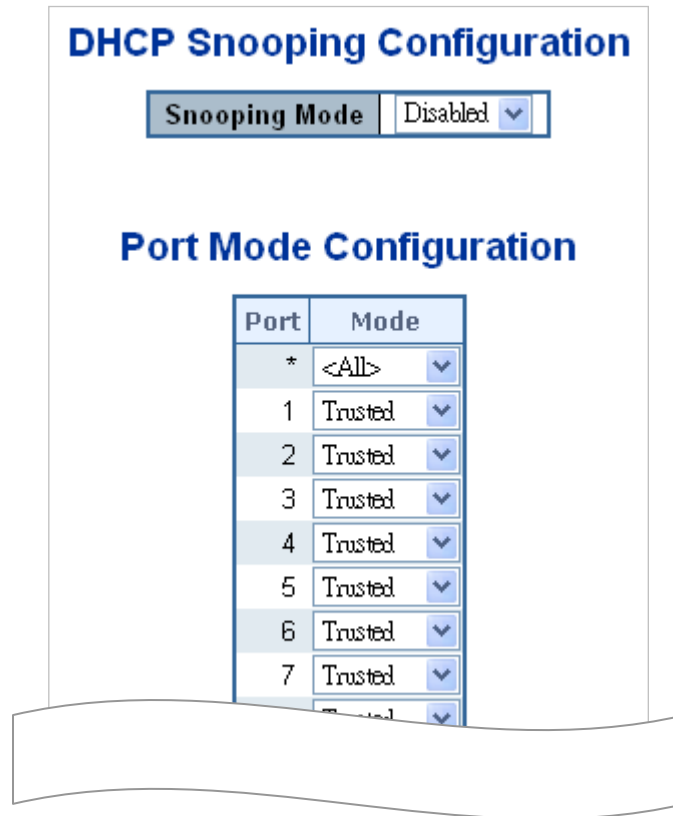 DHCP Snooping Configuration
Snooping Mode Disabled
Port Mode Configuration
Port Mode
* <All>
1 Trusted
2 Trusted
3 Trusted
4 Trusted
5 Trusted
6 Trusted
7 Trusted